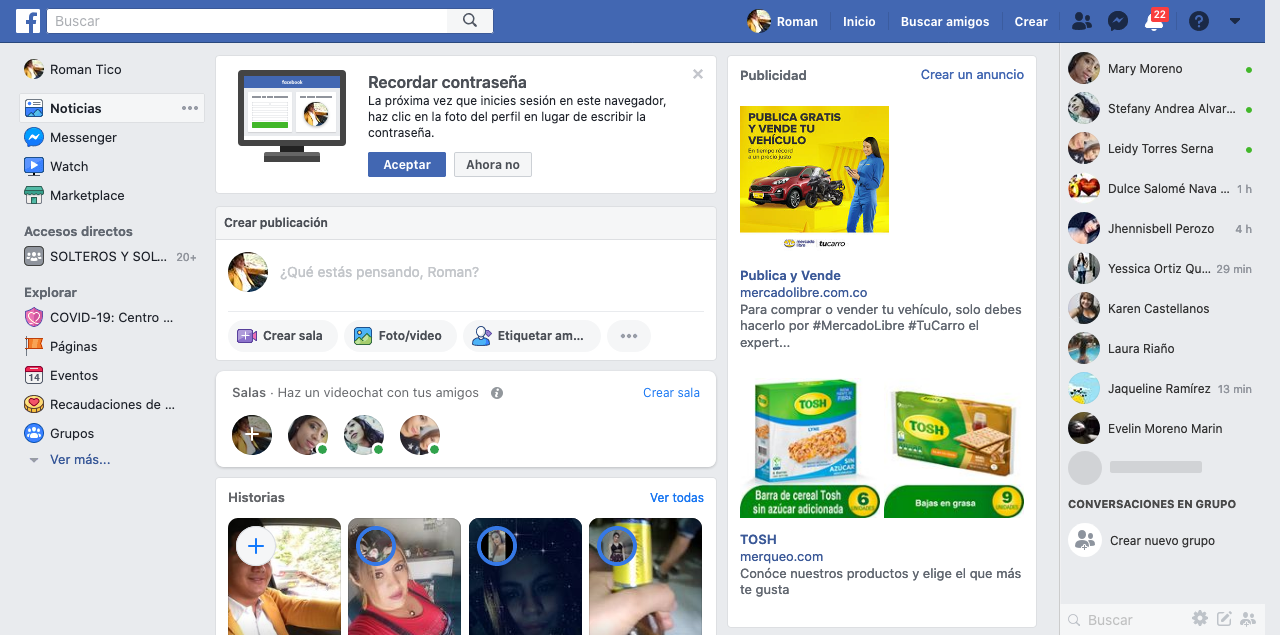 Buscar
Roman
Inicio
Buscar amigos
Crear
22
Roman Tico
Noticias
Messenger
Watch
Marketplace
Accesos directos
SOLTEROS Y SOL... 20+
Explorar
COVID-19: Centro ...
Páginas
14
Eventos
Recaudaciones de ...
Grupos
Ver más...
facebook
Recordar contraseña
La próxima vez que inicies sesión en este navegador,
haz clic en la foto del perfil en lugar de escribir la
contraseña.
Aceptar
Ahora no
Crear publicación
¿Qué estás pensando, Roman?
Crear sala
Foto/video
Etiquetar am...
Salas · Haz un videochat con tus amigos
Crear sala
Historias
Ver todas
Publicidad
Crear un anuncio
PUBLICA GRATIS
Y VENDE TU
VEHÍCULO
En tiempo récord
a un precio justo
mercado
libre
tucarro
Publica y Vende
mercadolibre.com.co
Para comprar o vender tu vehículo, solo debes
hacerlo por #MercadoLibre #TuCarro el
expert...
TOSH
LYNE
SIN
AZÚCAR
TOSH
Barra de cereal Tosh
sin azúcar adicionada
6
UNIDADES
Bajas en grasa
9
UNIDADES
TOSH
merqueo.com
Conóce nuestros productos y elige el que más
te gusta
Mary Moreno
Stefany Andrea Alvar...
Leidy Torres Serna
Dulce Salomé Nava ... 1 h
Jhennisbell Perozo 4 h
Yessica Ortiz Qu... 29 min
Karen Castellanos
Laura Riaño
Jaqueline Ramírez 13 min
Evelin Moreno Marin
CONVERSACIONES EN GRUPO
Crear nuevo grupo
Buscar